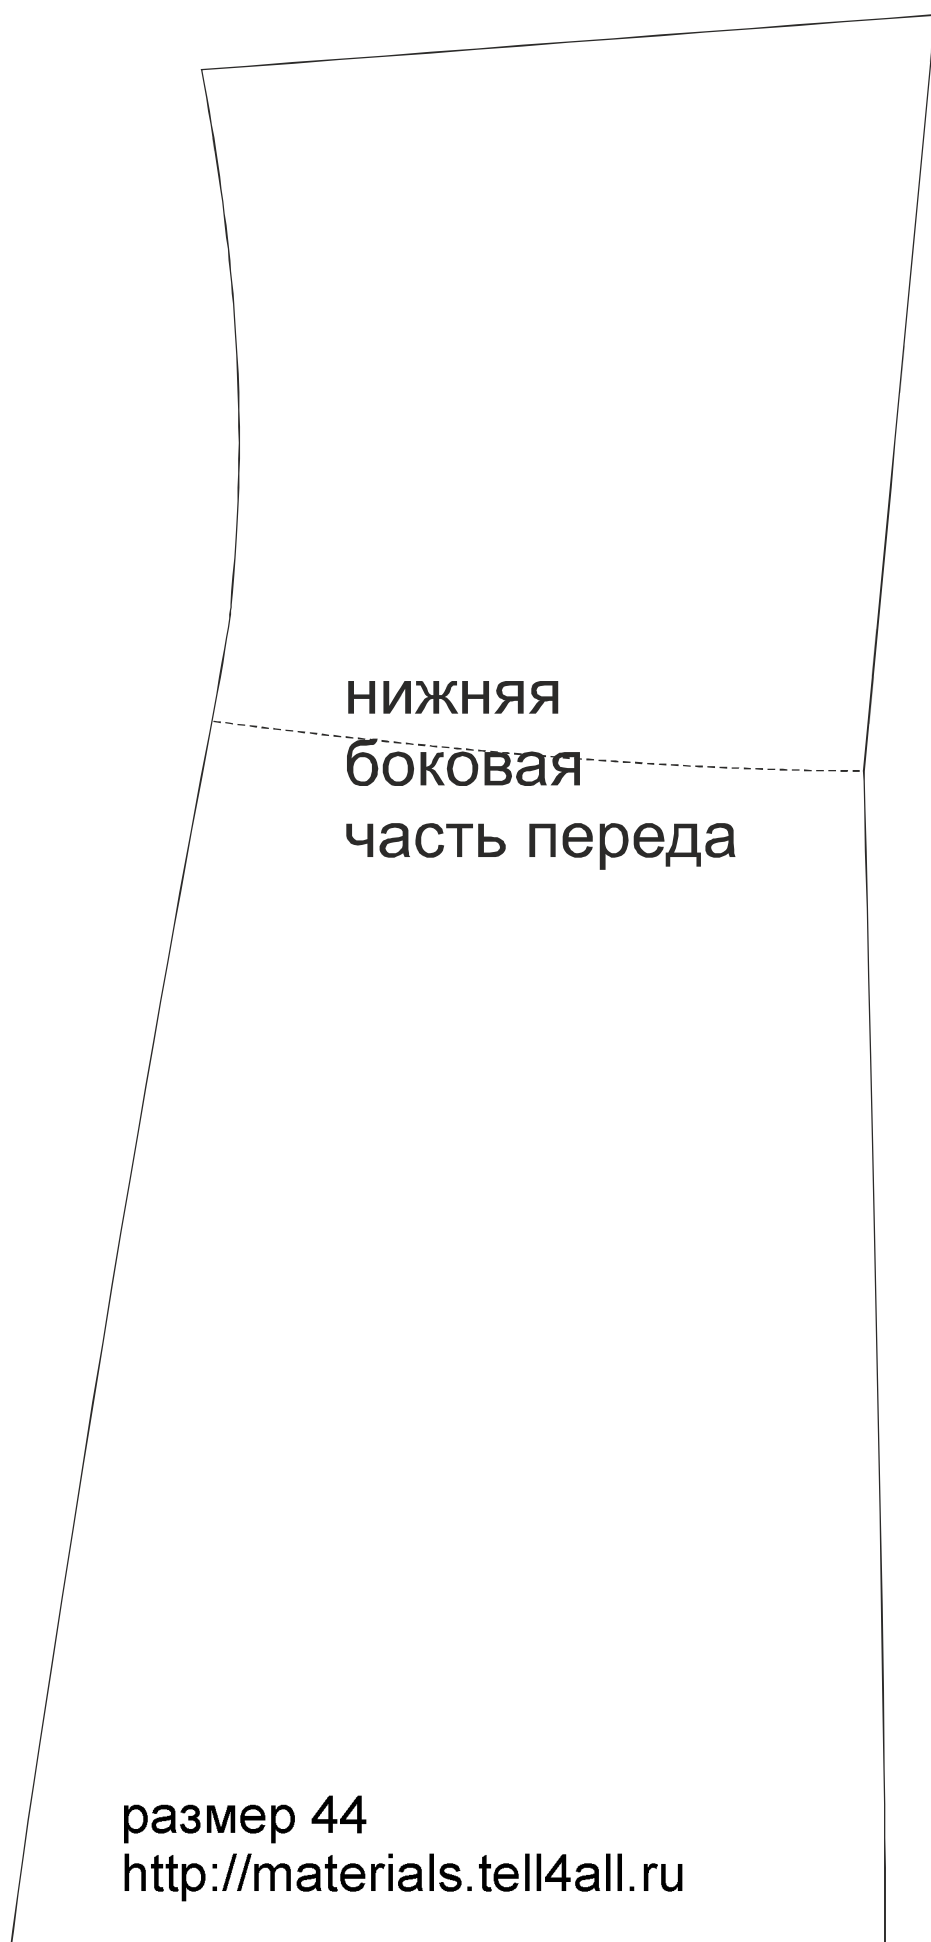 нижняя
боковая
часть переда
размер 44
http://materials.tell4all.ru